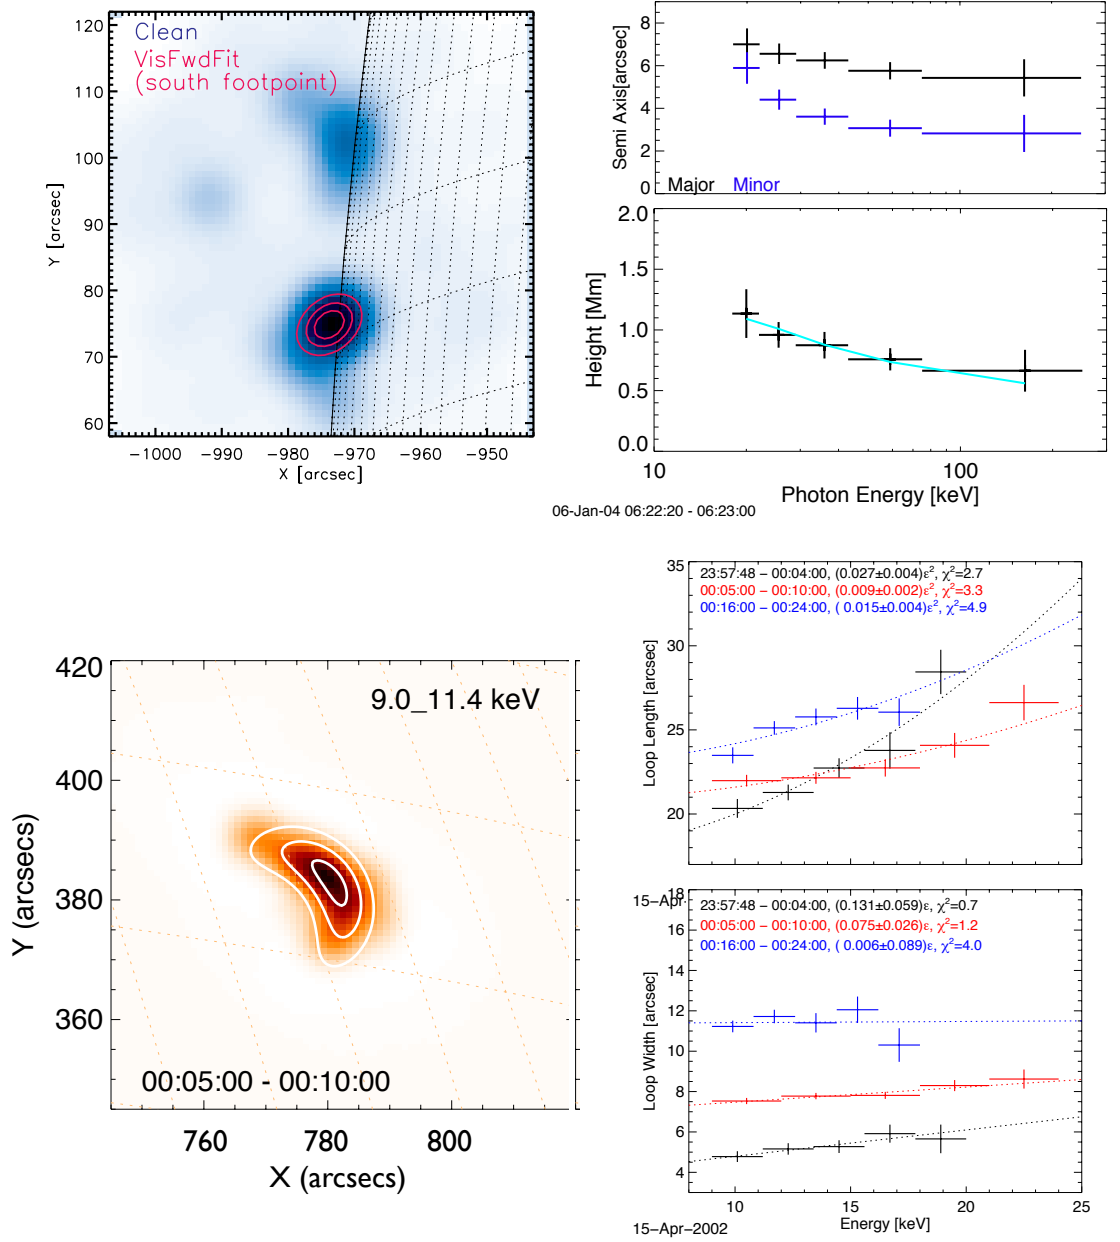 Clean
VisFwdFit
(south footpoint)
120
110
100
90
80
70
60
Y [arcsec]
−1000 −990 −980 −970 −960 −950
X [arcsec]
8
6
4
2
0
Semi Axis[arcsec]
Major Minor
2.0
1.5
1.0
0.5
0.0
Height [Mm]
10 100
Photon Energy [keV]
06-Jan-04 06:22:20 - 06:23:00
420
400
380
360
Y (arcsecs)
9.0_11.4 keV
00:05:00 - 00:10:00
760 780 800
X (arcsecs)
35
30
25
20
Loop Length [arcsec]
23:57:48 − 00:04:00, (0.027±0.004)ε², χ²=2.7
00:05:00 − 00:10:00, (0.009±0.002)ε², χ²=3.3
00:16:00 − 00:24:00, ( 0.015±0.004)ε², χ²=4.9
15−Apr
18
16
14
12
10
8
6
4
Loop Width [arcsec]
23:57:48 − 00:04:00, (0.131±0.059)ε, χ²=0.7
00:05:00 − 00:10:00, (0.075±0.026)ε, χ²=1.2
00:16:00 − 00:24:00, ( 0.006±0.089)ε, χ²=4.0
10 15 20 25
Energy [keV]
15−Apr−2002